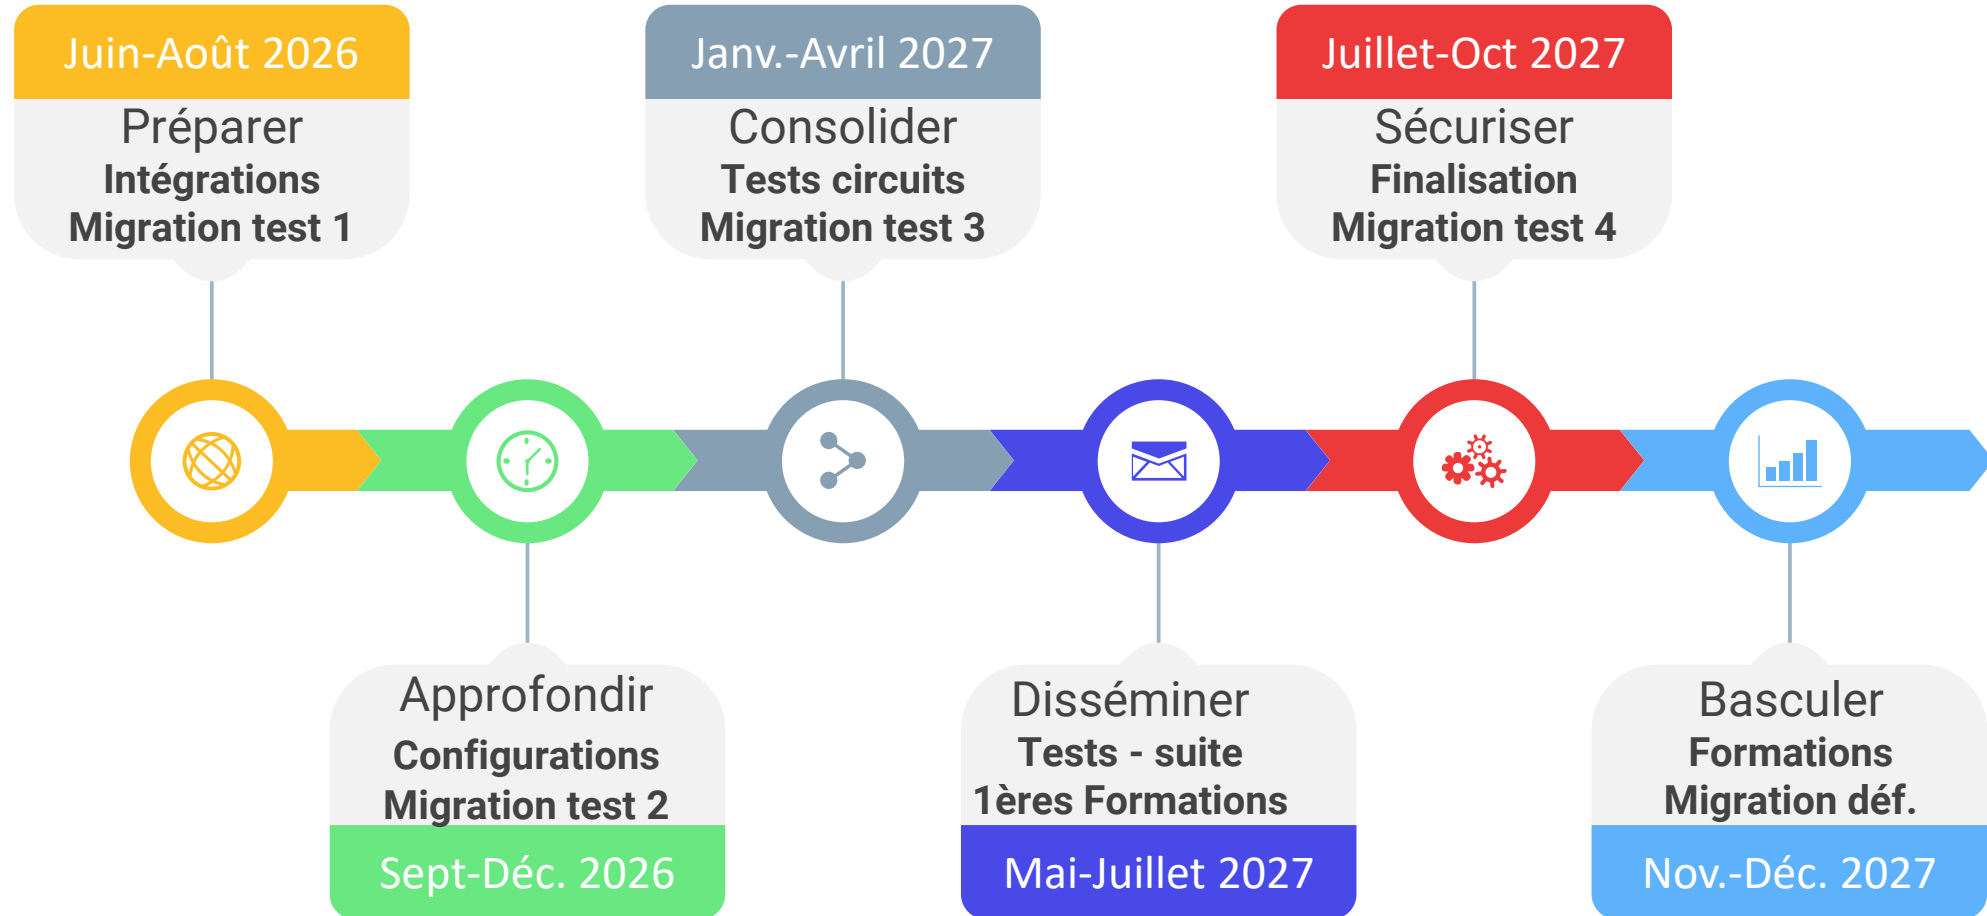 Juin-Août 2026
Préparer
Intégrations
Migration test 1
Janv.-Avril 2027
Consolider
Tests circuits
Migration test 3
Juillet-Oct 2027
Sécuriser
Finalisation
Migration test 4
Approfondir
Configurations
Migration test 2
Sept-Déc. 2026
Disséminer
Tests - suite
1ères Formations
Mai-Juillet 2027
Basculer
Formations
Migration déf.
Nov.-Déc. 2027